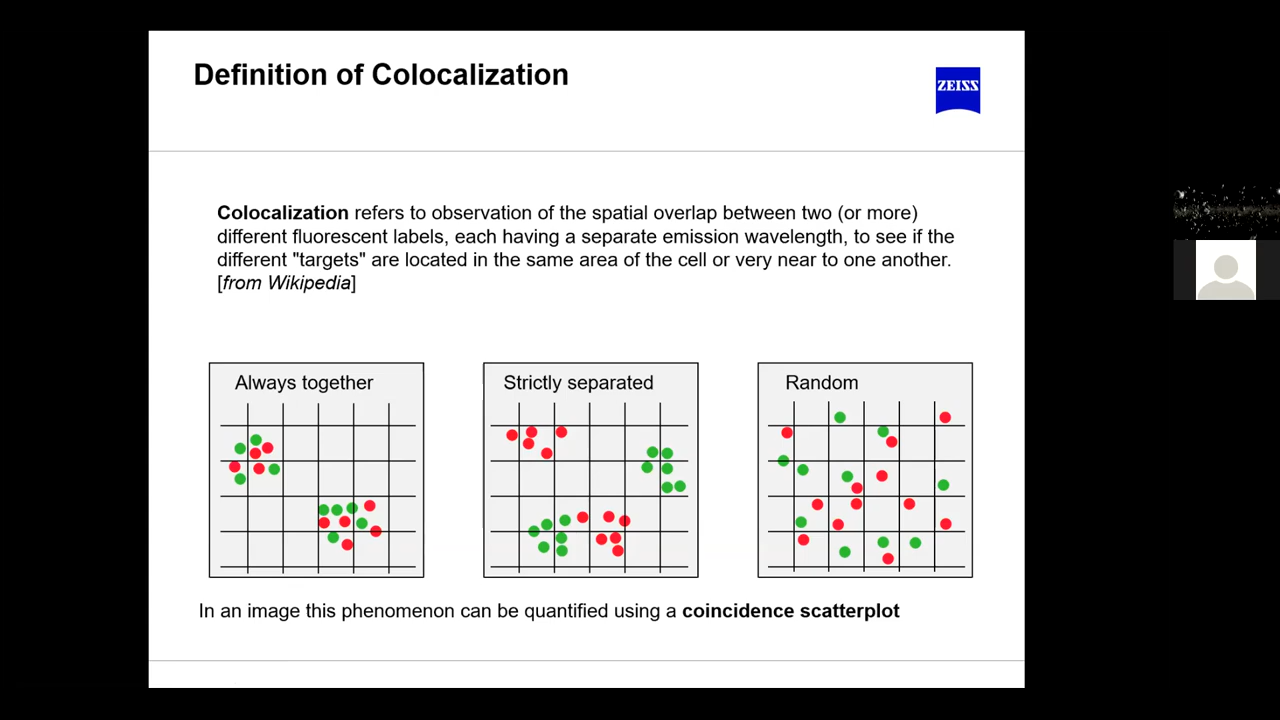 Definition of Colocalization
ZEISS
Colocalization refers to observation of the spatial overlap between two (or more)
different fluorescent labels, each having a separate emission wavelength, to see if the
different "targets" are located in the same area of the cell or very near to one another.
[from Wikipedia]
Always together
Strictly separated
Random
In an image this phenomenon can be quantified using a coincidence scatterplot